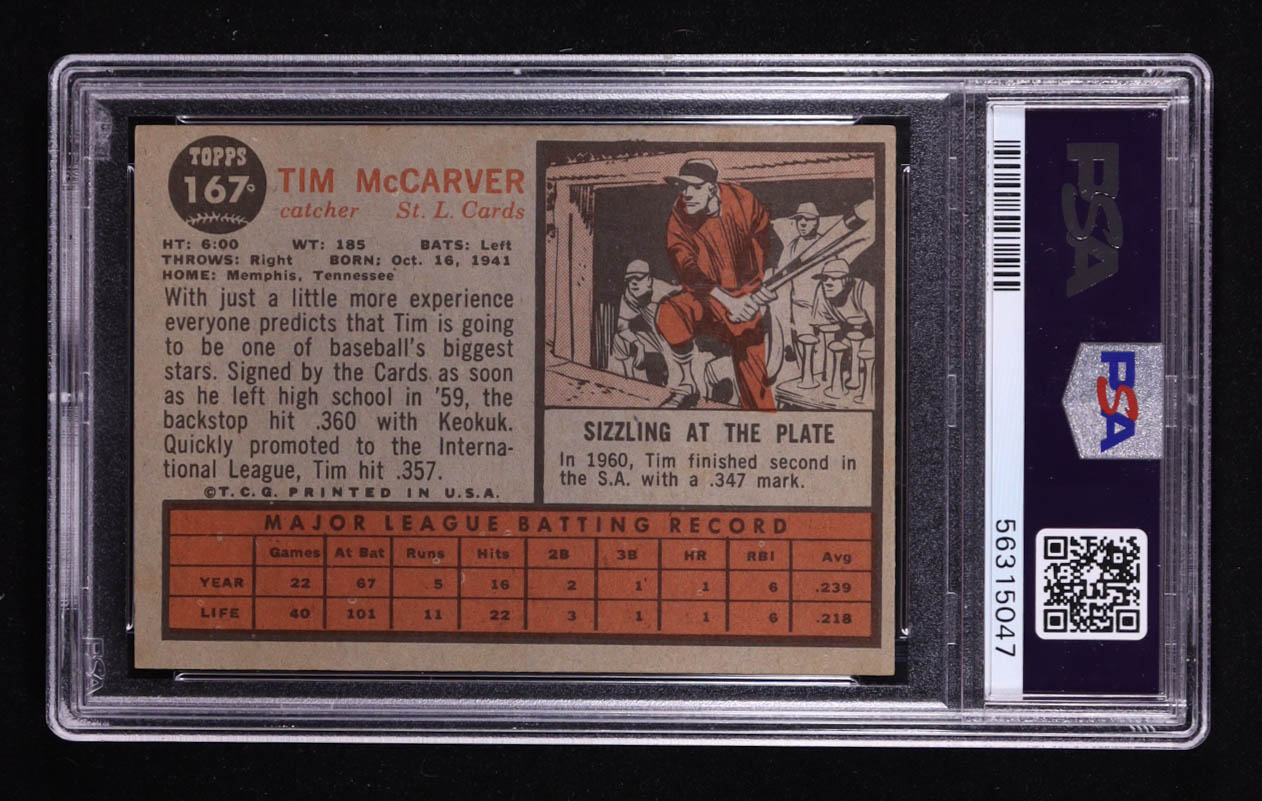 TOPPS
167
TIM McCARVER
catcher St. L. Cards
HT: 6:00 WT: 185 BATS: Left
THROWS: Right BORN: Oct. 16, 1941
HOME: Memphis, Tennessee
With just a little more experience
everyone predicts that Tim is going
to be one of baseball's biggest
stars. Signed by the Cards as soon
as he left high school in '59, the
backstop hit .360 with Keokuk.
Quickly promoted to the Interna-
tional League, Tim hit .357.
©T.C.G. PRINTED IN U.S.A.
SIZZLING AT THE PLATE
In 1960, Tim finished second in
the S.A. with a .347 mark.
MAJOR LEAGUE BATTING RECORD
Games At Bat Runs Hits 2B 3B HR RBI Avg
YEAR 22 67 5 16 2 1 1 6 .239
LIFE 40 101 11 22 3 1 1 6 .218
PSA
PSA
56315047
PSA